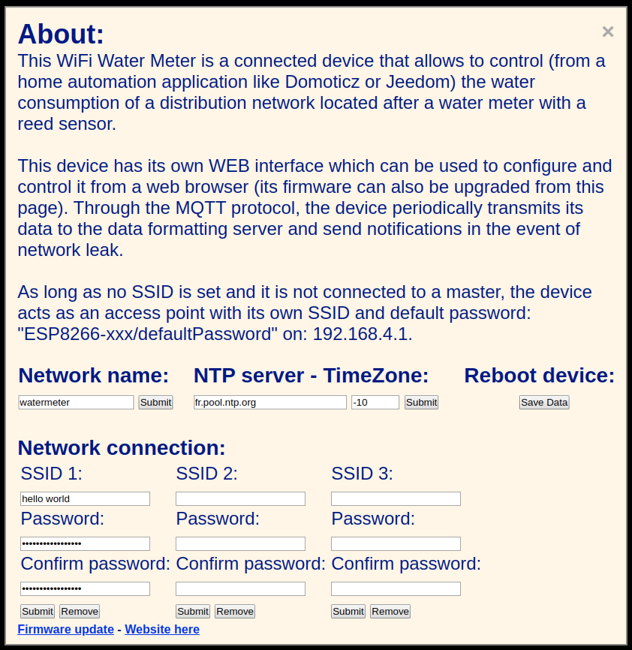 About:
×
This WiFi Water Meter is a connected device that allows to control (from a
home automation application like Domoticz or Jeedom) the water
consumption of a distribution network located after a water meter with a
reed sensor.
This device has its own WEB interface which can be used to configure and
control it from a web browser (its firmware can also be upgraded from this
page). Through the MQTT protocol, the device periodically transmits its
data to the data formatting server and send notifications in the event of
network leak.
As long as no SSID is set and it is not connected to a master, the device
acts as an access point with its own SSID and default password:
"ESP8266-xxx/defaultPassword" on: 192.168.4.1.
Network name: NTP server - TimeZone: Reboot device:
watermeter Submit fr.pool.ntp.org -10 Submit Save Data
Network connection:
SSID 1: SSID 2: SSID 3:
hello world
Password: Password: Password:
•••••••••••••••••
Confirm password: Confirm password: Confirm password:
•••••••••••••••••
Submit Remove Submit Remove Submit Remove
Firmware update - Website here